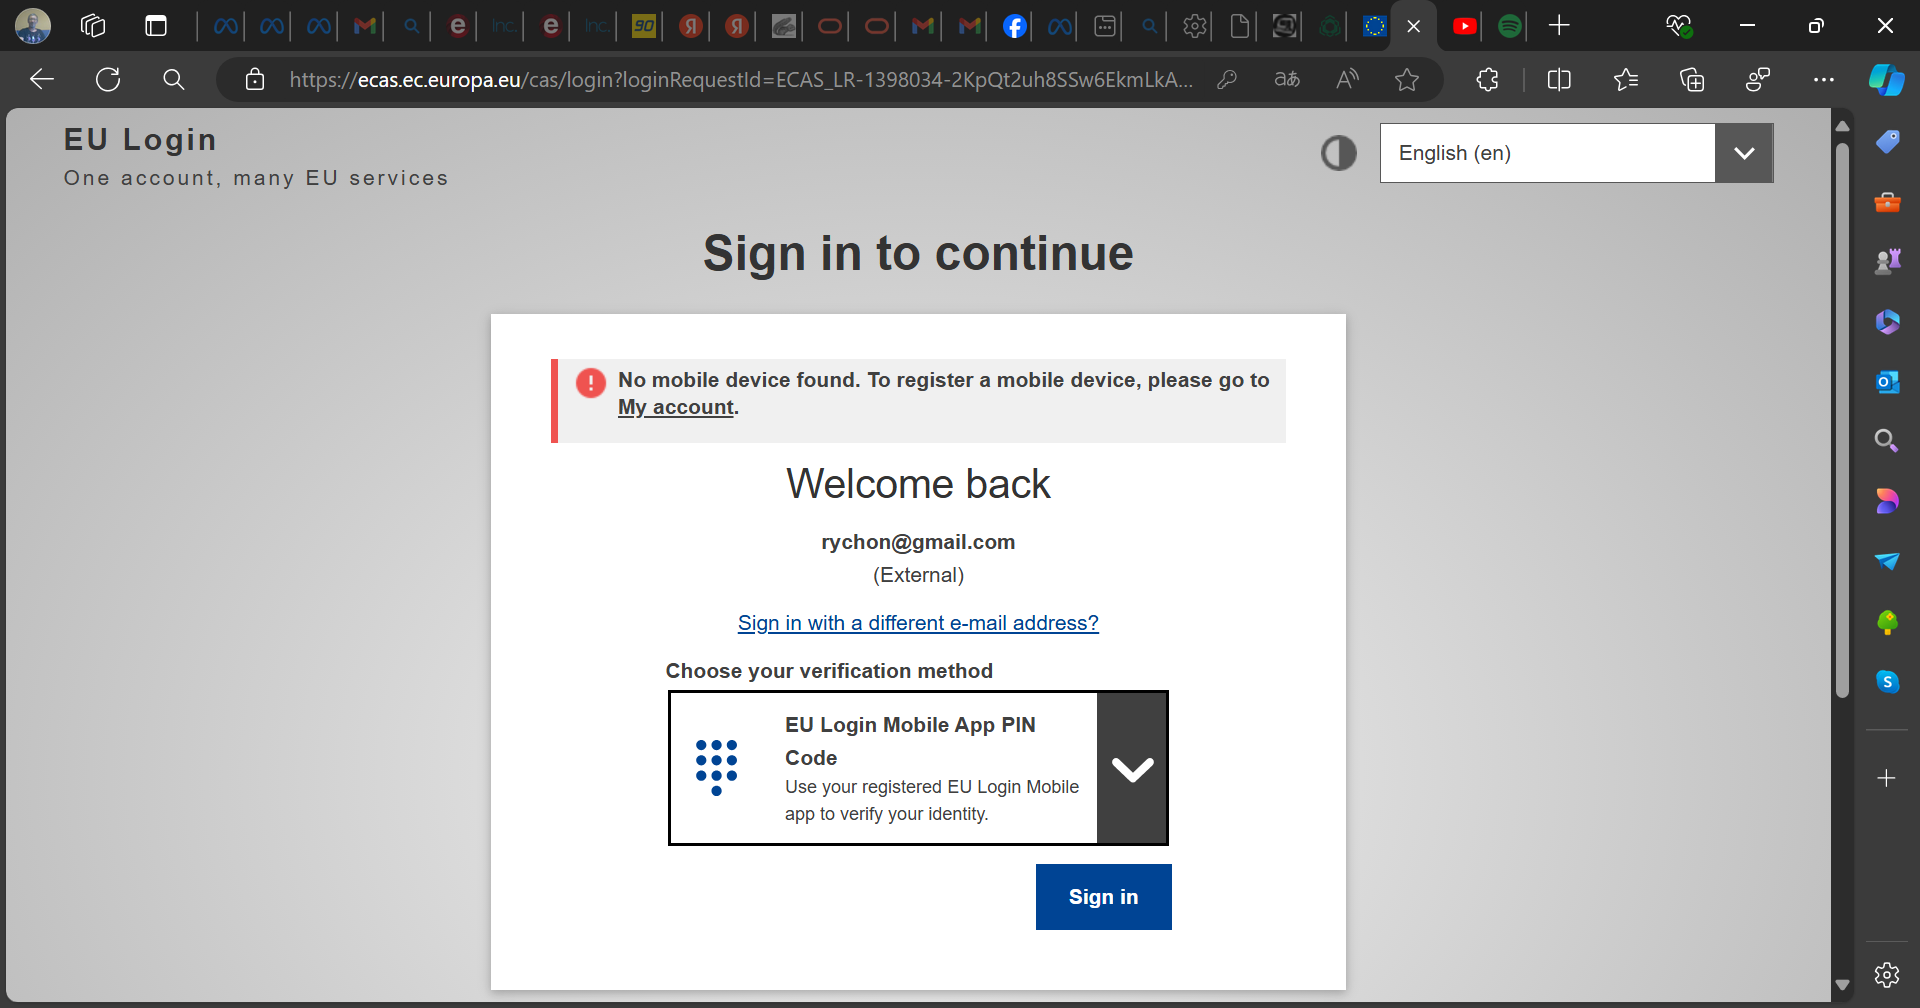 Inc.
Inc.
90
https://ecas.ec.europa.eu/cas/login?loginRequestId=ECAS_LR-1398034-2KpQt2uh8SSw6EkmLkA...
EU Login
One account, many EU services
English (en)
Sign in to continue
No mobile device found. To register a mobile device, please go to
My account.
Welcome back
rychon@gmail.com
(External)
Sign in with a different e-mail address?
Choose your verification method
EU Login Mobile App PIN
Code
Use your registered EU Login Mobile
app to verify your identity.
Sign in